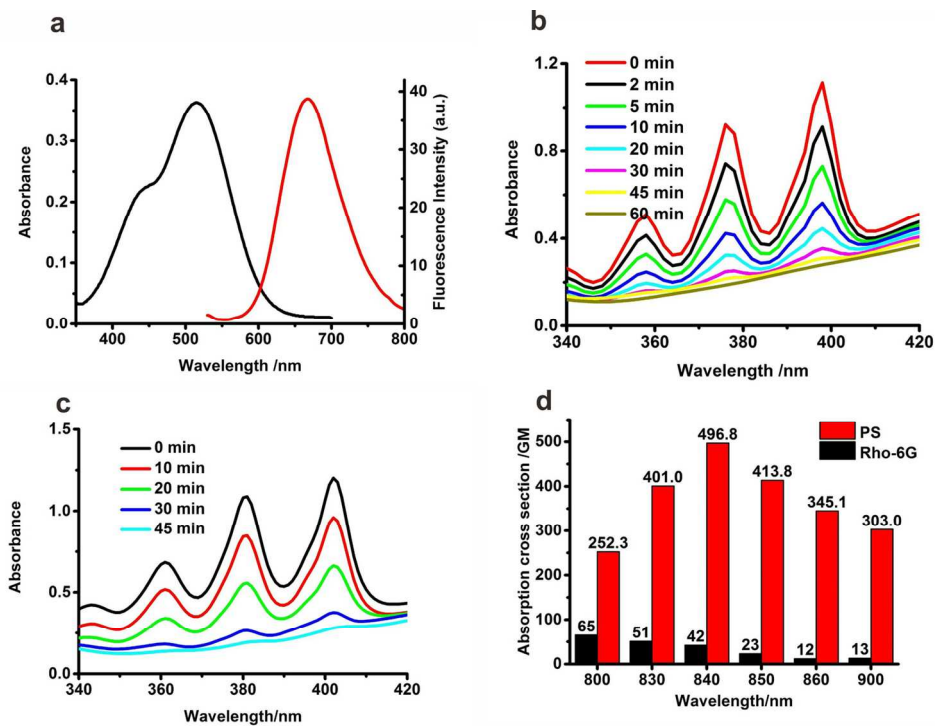 a
Absorbance
0.4
0.3
0.2
0.1
0.0
400 500 600 700 800
Wavelength /nm
40
30
20
10
0
Fluorescence Intensity (a.u.)
b
Absrobance
1.2
0.8
0.4
0.0
0 min
2 min
5 min
10 min
20 min
30 min
45 min
60 min
340 360 380 400 420
Wavelength /nm
c
Absorbance
1.5
1.0
0.5
0.0
0 min
10 min
20 min
30 min
45 min
340 360 380 400 420
Wavelength/nm
d
Absorption cross section /GM
500
400
300
200
100
50
0
PS
Rho-6G
252.3
401.0
496.8
413.8
345.1
303.0
65 51 42 23 12 13
800 830 840 850 860 900
Wavelength/nm